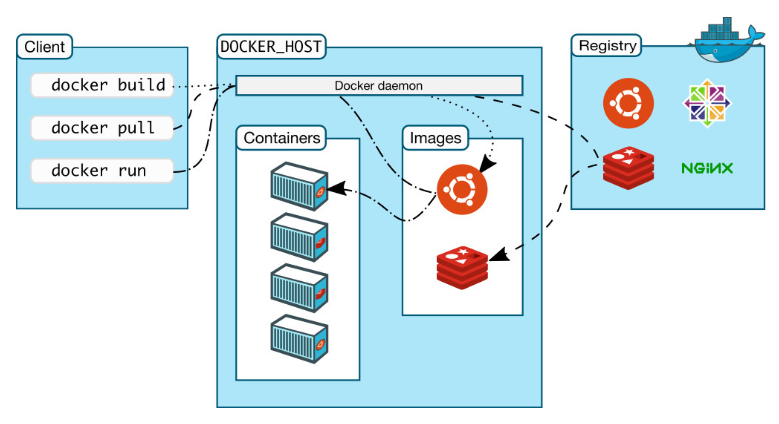 Client
docker build
docker pull
docker run
DOCKER_HOST
Docker daemon
Containers
Images
Registry
NGiNX